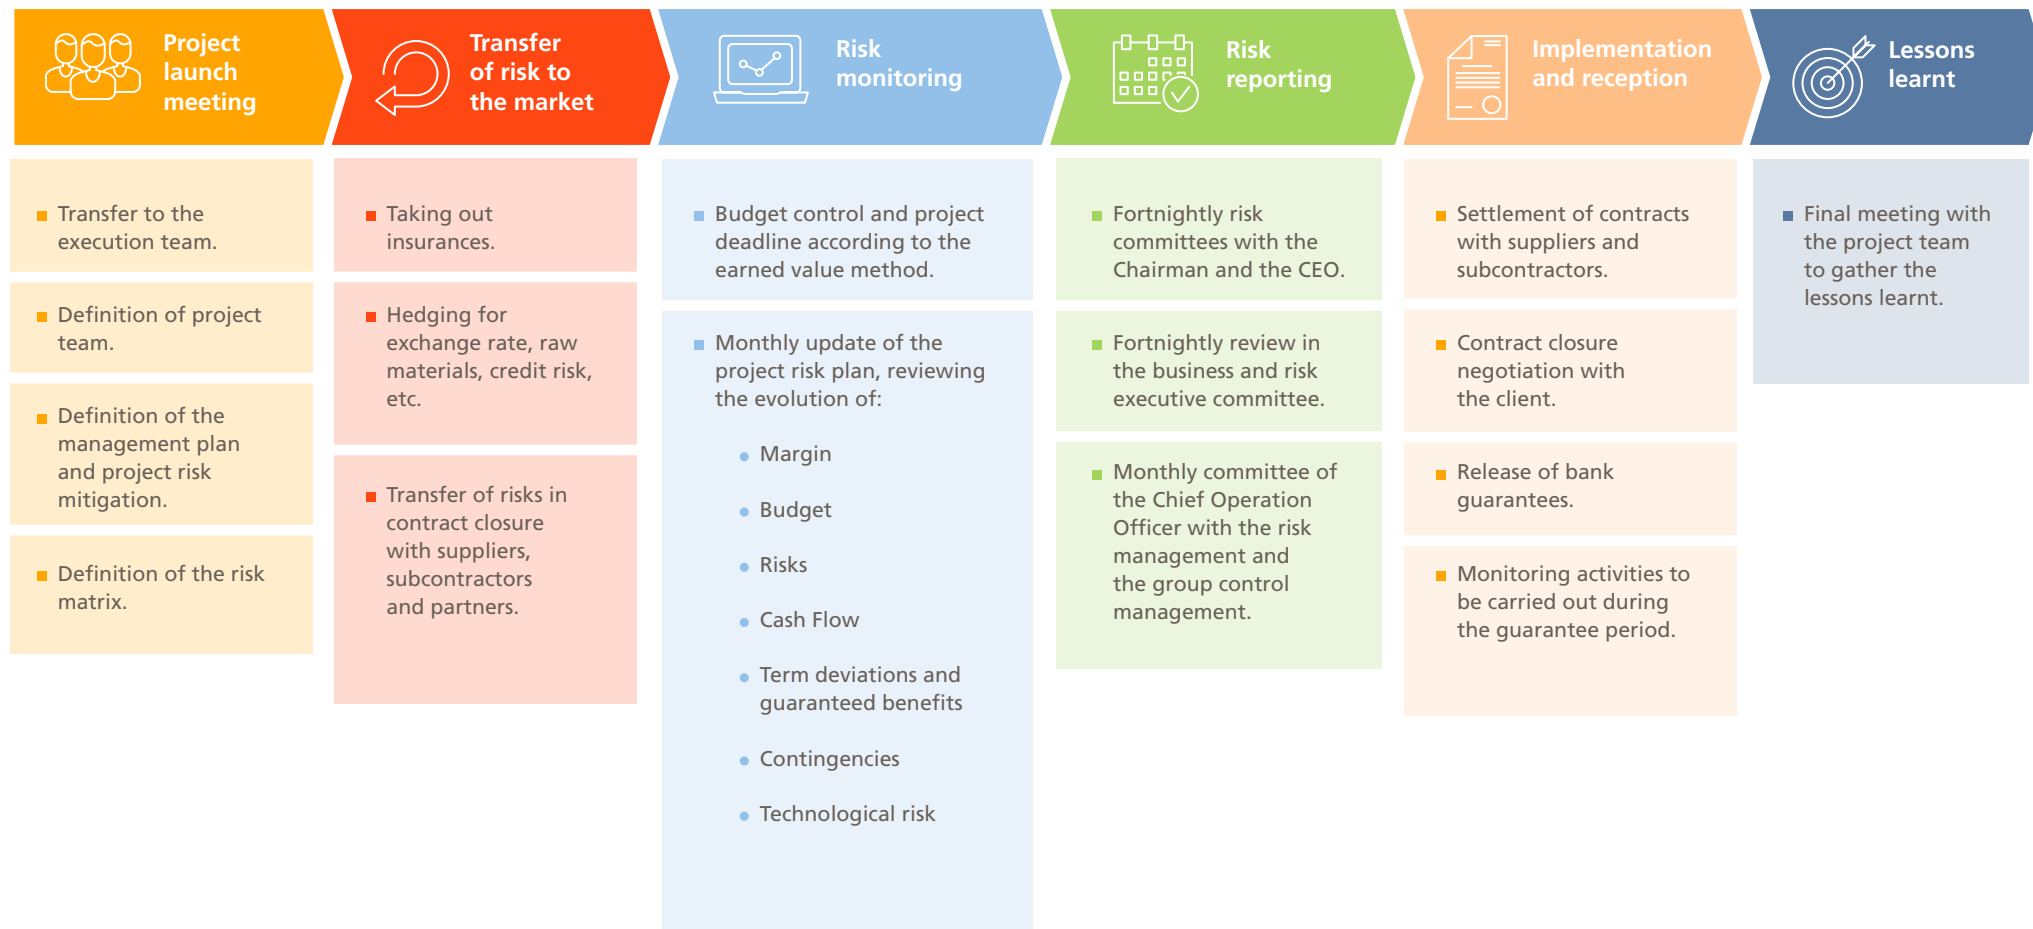 Project
launch
meeting
Transfer
of risk to
the market
Risk
monitoring
Risk
reporting
Implementation
and reception
Lessons
learnt
Transfer to the
execution team.
Definition of project
team.
Definition of the
management plan
and project risk
mitigation.
Definition of the risk
matrix.
Taking out
insurances.
Hedging for
exchange rate, raw
materials, credit risk,
etc.
Transfer of risks in
contract closure
with suppliers,
subcontractors
and partners.
Budget control and project
deadline according to the
earned value method.
Monthly update of the
project risk plan, reviewing
the evolution of:
Margin
Budget
Risks
Cash Flow
Term deviations and
guaranteed benefits
Contingencies
Technological risk
Fortnightly risk
committees with the
Chairman and the CEO.
Fortnightly review in
the business and risk
executive committee.
Monthly committee of
the Chief Operation
Officer with the risk
management and
the group control
management.
Settlement of contracts
with suppliers and
subcontractors.
Contract closure
negotiation with
the client.
Release of bank
guarantees.
Monitoring activities to
be carried out during
the guarantee period.
Final meeting with
the project team
to gather the
lessons learnt.